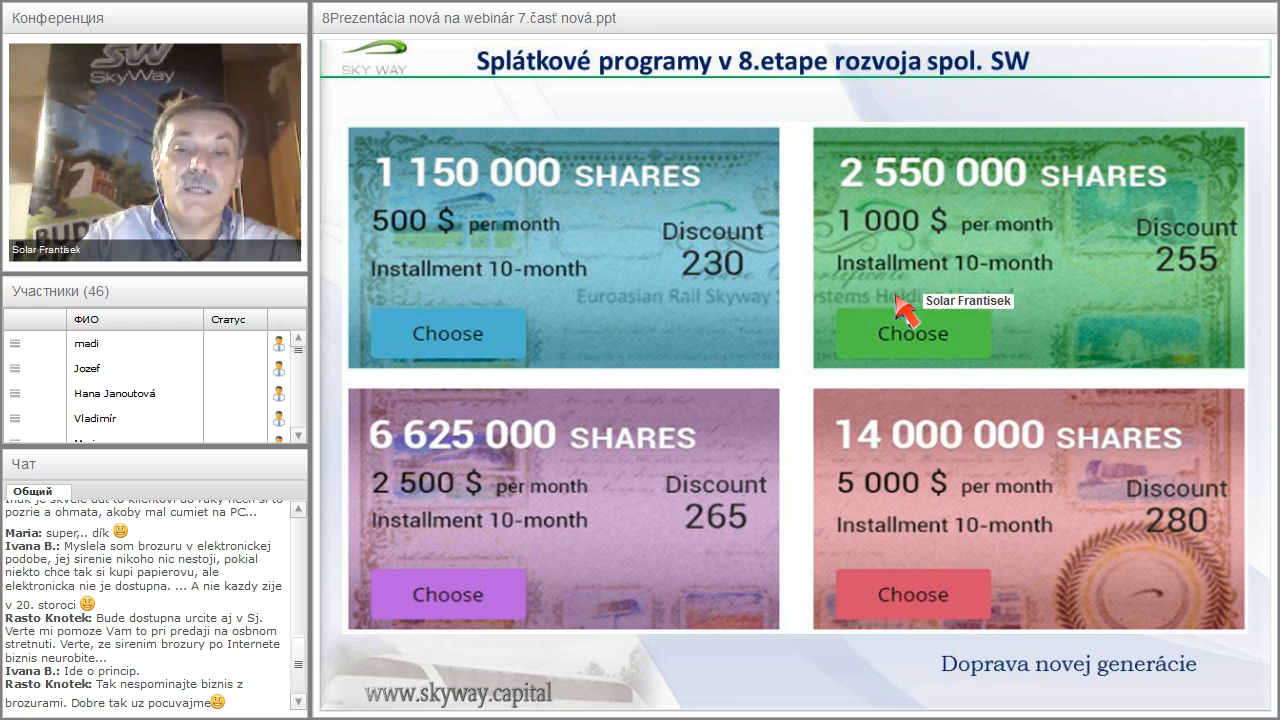 Конференция
SW
SkyWay
Solar Frantisek
Участники (46)
ФИО
Статус
madi
Jozef
Hana Janoutová
Vladimír
Чат
Общий
pozrie a ohmata, akoby mal cumiet na PC...
Maria: super,.. dík
Ivana B.: Myslela som brozuru v elektronickej
podobe, jej sirenie nikoho nic nestoji, pokial
niekto chce tak si kupi papierovu, ale
elektronicka nie je dostupna. ... A nie kazdy zije
v 20. storoci
Rasto Knotek: Bude dostupna urcite aj v Sj.
Verte mi pomoze Vam to pri predaji na osbnom
stretnuti. Verte, ze sirenim brozury po Internete
biznis neurobite...
Ivana B.: Ide o princip.
Rasto Knotek: Tak nespominajte biznis z
brozurami. Dobre tak uz pocuvajme
8Prezentácia nová na webinár 7.časť nová.ppt
SKY WAY
Splátkové programy v 8.etape rozvoja spol. SW
1 150 000 SHARES
500 $ per month
Discount
230
Installment 10-month
Choose
2 550 000 SHARES
1 000 $ per month
Discount
255
Installment 10-month
Choose
Euroasian Rail Skyway Systems
Solar Frantisek
6 625 000 SHARES
2 500 $ per month
Discount
265
Installment 10-month
Choose
14 000 000 SHARES
5 000 $ per month
Discount
280
Installment 10-month
Choose
Doprava novej generácie
www.skyway.capital